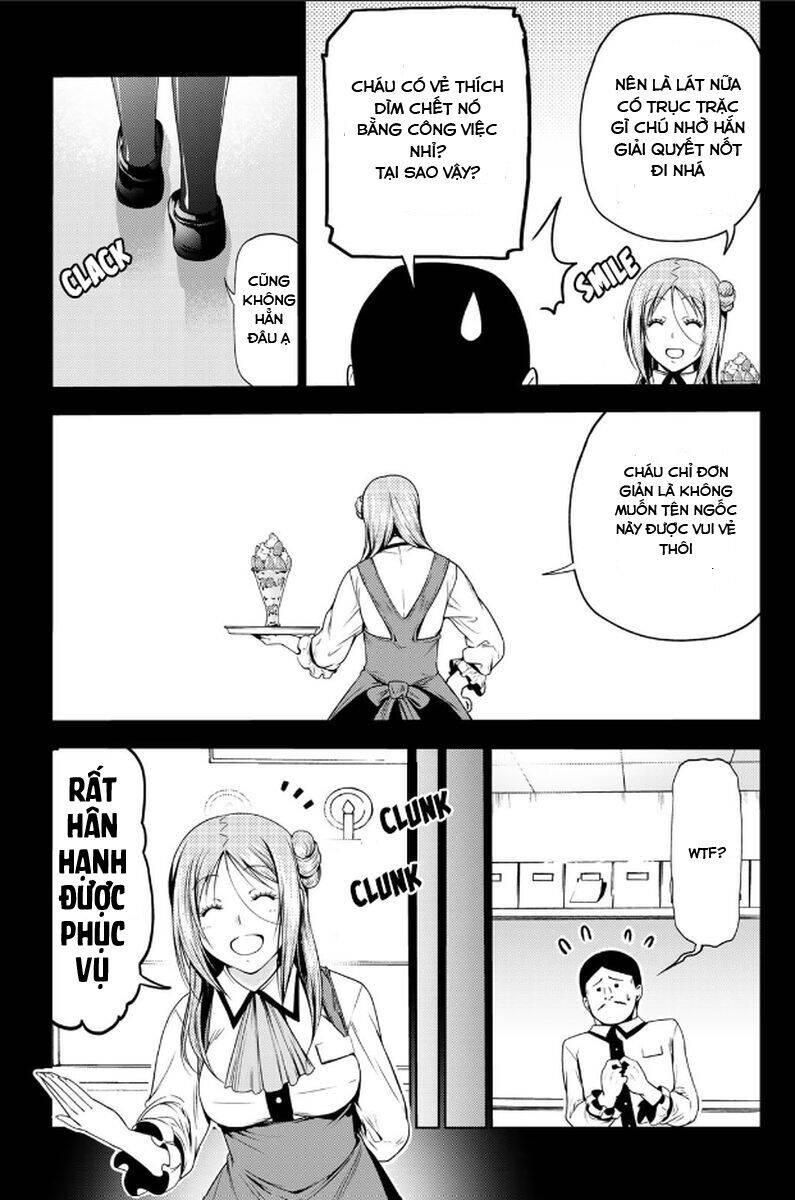 NÊN LÀ LÁT NỮA
CÓ TRỤC TRẶC
GÌ CHÚ NHỜ HẮN
GIẢI QUYẾT NỐT
ĐI NHÁ
SMILE
CHÁU CÓ VẺ THÍCH
DÌM CHẾT NÓ
BẰNG CÔNG VIỆC
NHỈ?
TẠI SAO VẬY?
CLACK
CŨNG
KHÔNG
HẲN
ĐÂU Ạ
CHÁU CHỈ ĐƠN
GIẢN LÀ KHÔNG
MUỐN TÊN NGỐC
NÀY ĐƯỢC VUI VẺ
THÔI
WTF?
CLUNK
CLUNK
RẤT
HÂN
HẠNH
ĐƯỢC
PHỤC
VỤ